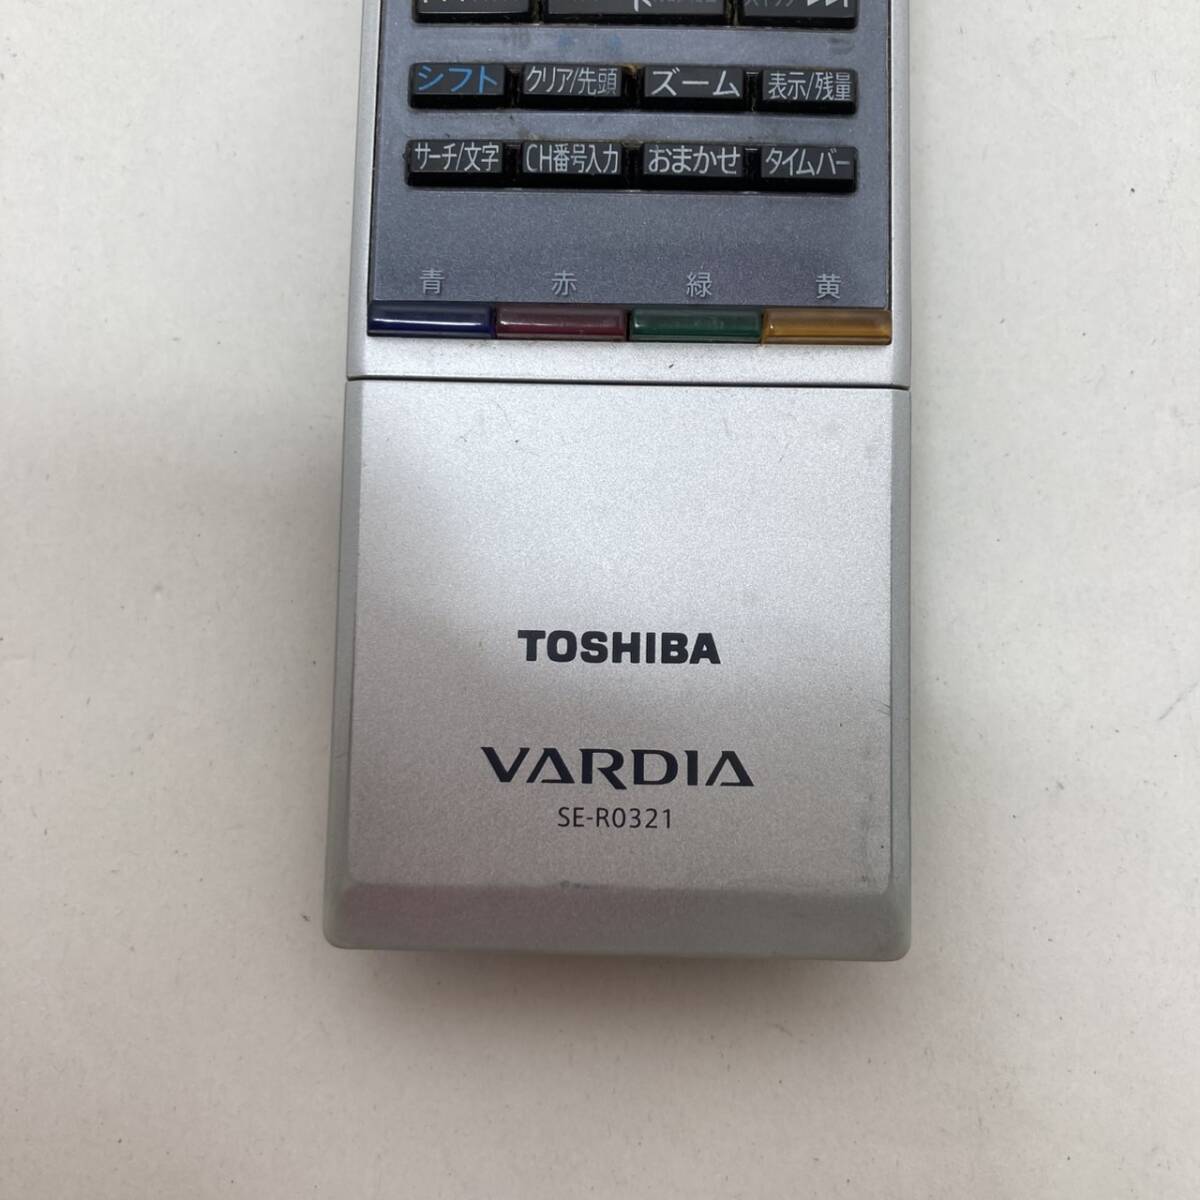 シフト クリア/先頭 ズーム 表示/残量
サーチ/文字 CH番号入力 おまかせ タイムバー
青 赤 緑 黄
TOSHIBA
VARDIA
SE-R0321